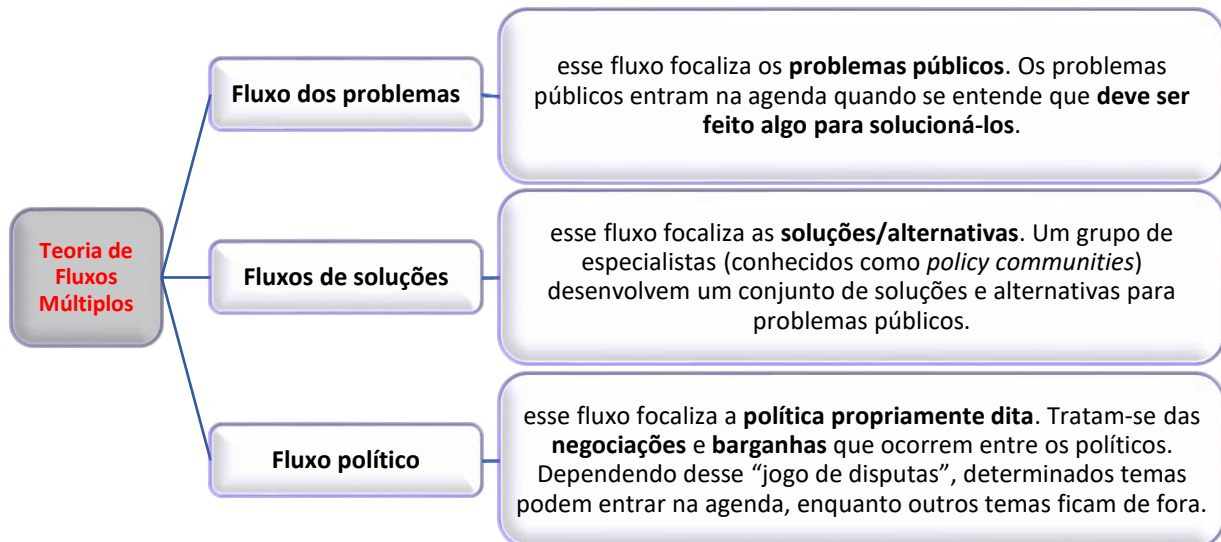 Teoria de
Fluxos
Múltiplos
Fluxo dos problemas
esse fluxo focaliza os problemas públicos. Os problemas
públicos entram na agenda quando se entende que deve ser
feito algo para solucioná-los.
Fluxos de soluções
esse fluxo focaliza as soluções/alternativas. Um grupo de
especialistas (conhecidos como policy communities)
desenvolvem um conjunto de soluções e alternativas para
problemas públicos.
Fluxo político
esse fluxo focaliza a política propriamente dita. Tratam-se das
negociações e barganhas que ocorrem entre os políticos.
Dependendo desse “jogo de disputas”, determinados temas
podem entrar na agenda, enquanto outros temas ficam de fora.